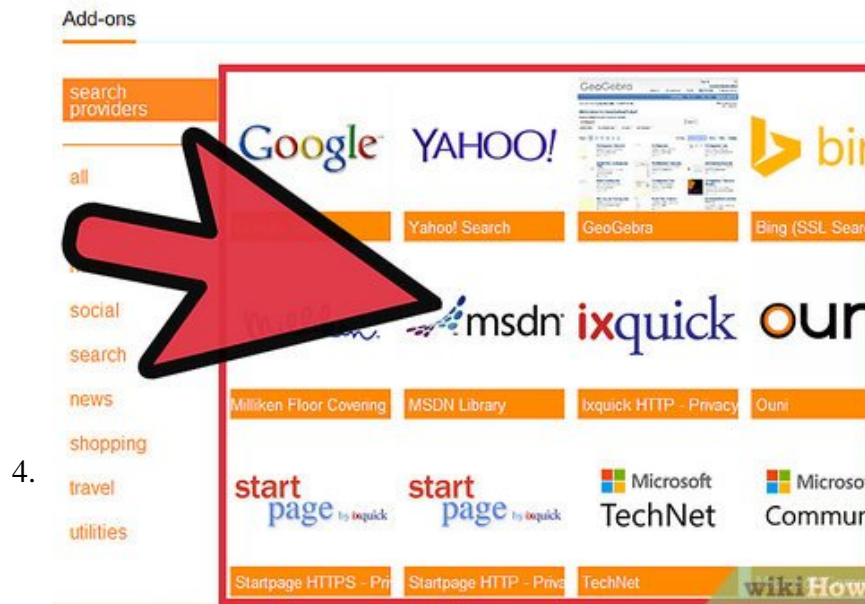 Add-ons
search
providers
all
social
search
news
shopping
travel
utilities
4.
Google
YAHOO!
GeoGebra
bin
Yahoo! Search
GeoGebra
Bing (SSL Sear
msdn
ixquick
oun
Milliken Floor Covering
MSDN Library
Ixquick HTTP - Privacy
Ouni
start
page by ixquick
start
page by ixquick
Microsoft
TechNet
Microso
Commun
Startpage HTTPS - Pri
Startpage HTTP - Priva
TechNet
wikiHow